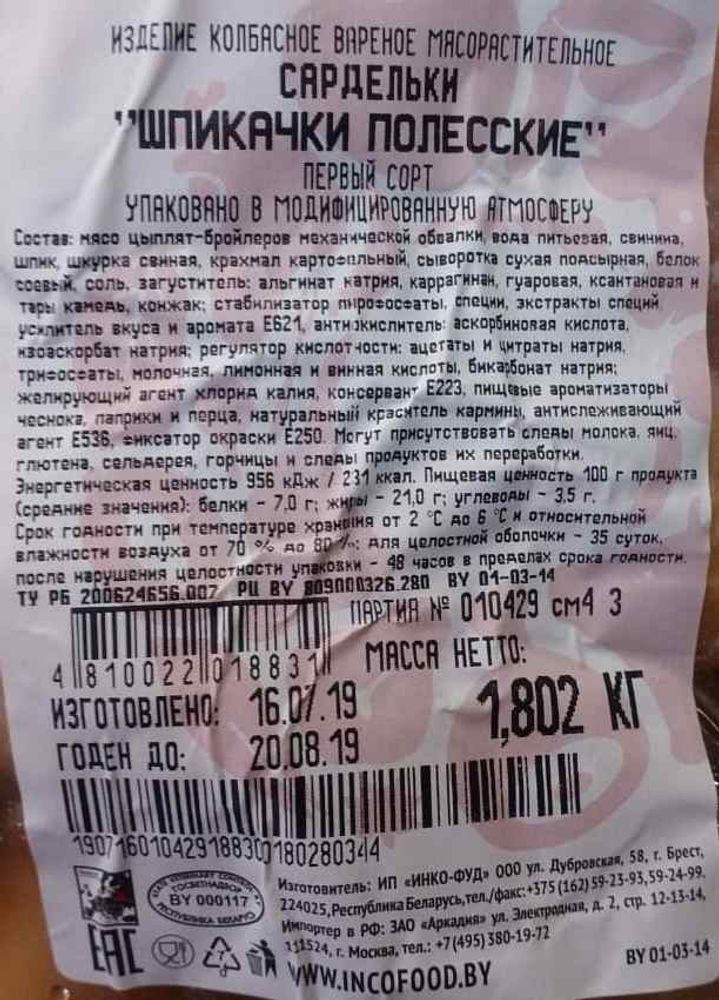 ИЗДЕЛИЕ КОЛБАСНОЕ ВАРЕНОЕ МЯСОРАСТИТЕЛЬНОЕ
САРДЕЛЬКИ
"ШПИКАЧКИ ПОЛЕССКИЕ"
ПЕРВЫЙ СОРТ
УПАКОВАНО В МОДИФИЦИРОВАННУЮ АТМОСФЕРУ
Состав: мясо цыплят-бройлеров механической обвалки, вода питьевая, свинина,
шпик, шкурка свиная, крахмал картофельный, сыворотка сухая подсырная, белок
соевый, соль, загуститель: альгинат натрия, каррагинан, гуаровая, ксантановая и
тары камедь, конжак; стабилизатор пирофосфаты, специи, экстракты специй,
усилитель вкуса и аромата Е621, антиокислитель: аскорбиновая кислота,
изоаскорбат натрия; регулятор кислотности: ацетаты и цитраты натрия,
трифосфаты, молочная, лимонная и винная кислоты, бикарбонат натрия;
желирующий агент хлорид калия, консервант Е223, пищевые ароматизаторы
чеснока, паприки и перца, натуральный краситель кармины, антислеживающий
агент Е536, фиксатор окраски Е250. Могут присутствовать следы молока, яиц,
глютена, сельдерея, горчицы и следы продуктов их переработки.
Энергетическая ценность 956 кДж / 231 ккал. Пищевая ценность 100 г продукта
(средние значения): белки - 7,0 г; жиры - 21,0 г; углеводы - 3,5 г.
Срок годности при температуре хранения от 2 °С до 6 °С и относительной
влажности воздуха от 70 % до 80 %: для целостной оболочки - 35 суток,
после нарушения целостности упаковки - 48 часов в пределах срока годности.
ТУ РБ 200624656.007 РЦ BY 809000326.280 BY 01-03-14
ПАРТИЯ № 010429 см4 3
4 810022 018831
МАССА НЕТТО:
ИЗГОТОВЛЕНО: 16.07.19
1,802 КГ
ГОДЕН ДО: 20.08.19
190716010429188300180280344
ГОСВЕТНАДЗОР
BY 000117
РЕСПУБЛИКА БЕЛАРУСЬ
Изготовитель: ИП «ИНКО-ФУД» ООО ул. Дубровская, 58, г. Брест,
224025, Республика Беларусь, тел./факс: +375 (162) 59-23-93, 59-24-99.
Импортер в РФ: ЗАО «Аркадия» ул. Электродная, д. 2, стр. 12-13-14,
111524, г. Москва, тел.: +7 (495) 380-19-72
EAC
WWW.INCOFOOD.BY
BY 01-03-14